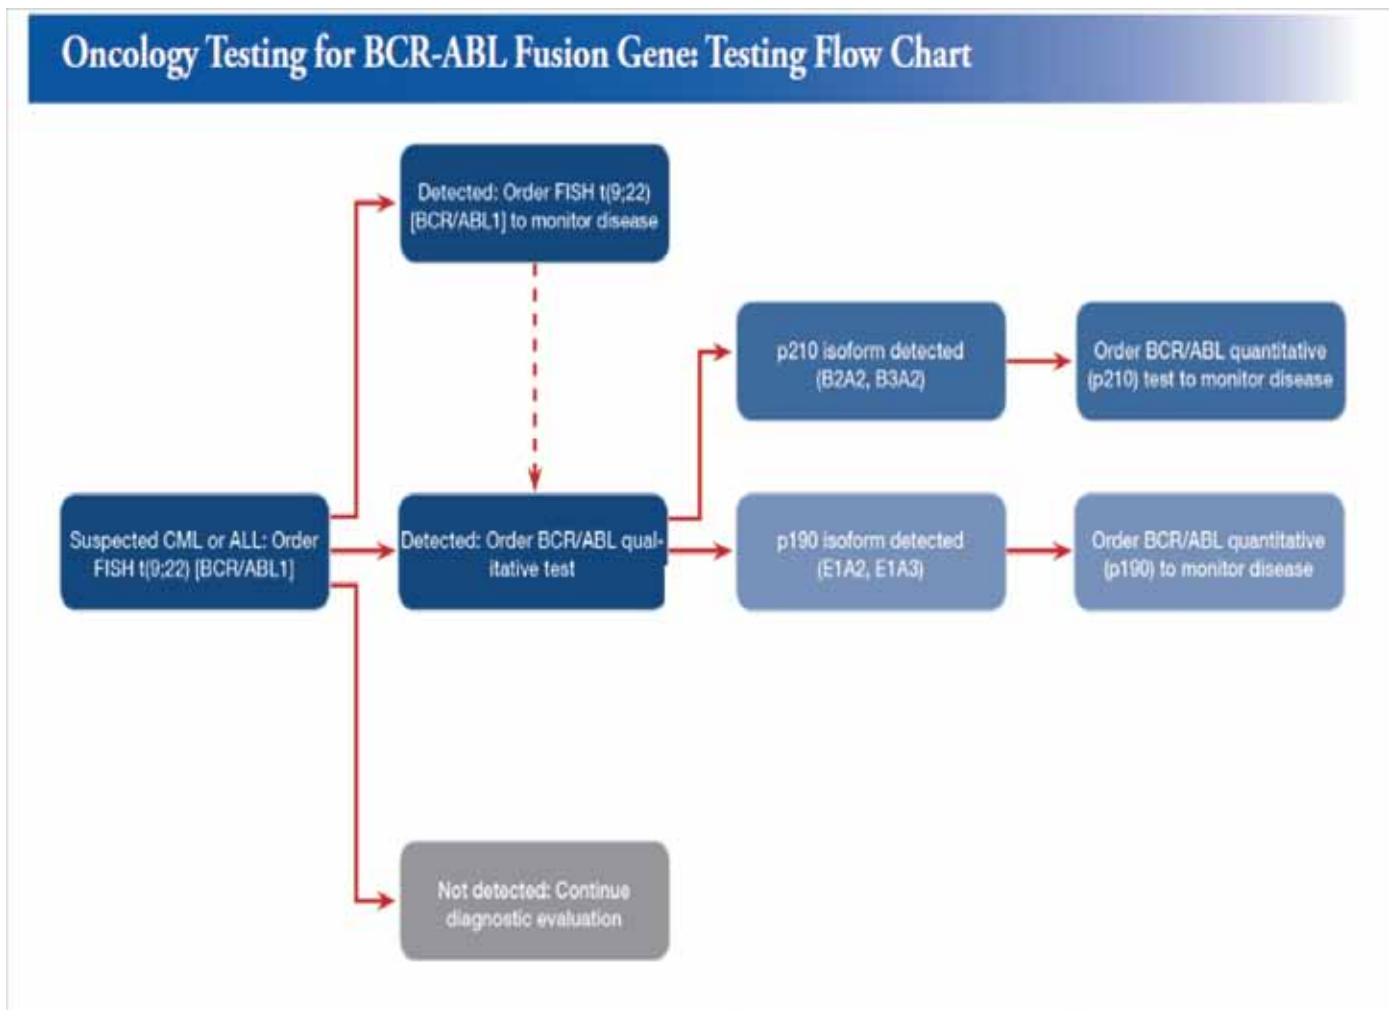 Oncology Testing for BCR-ABL Fusion Gene: Testing Flow Chart
Detected: Order FISH t(9;22)
[BCR/ABL1] to monitor disease
p210 isoform detected
(B2A2, B3A2)
Order BCR/ABL quantitative
(p210) test to monitor disease
Suspected CML or ALL: Order
FISH t(9;22) [BCR/ABL1]
Detected: Order BCR/ABL qual-
itative test
p190 isoform detected
(E1A2, E1A3)
Order BCR/ABL quantitative
(p190) to monitor disease
Not detected: Continue
diagnostic evaluation